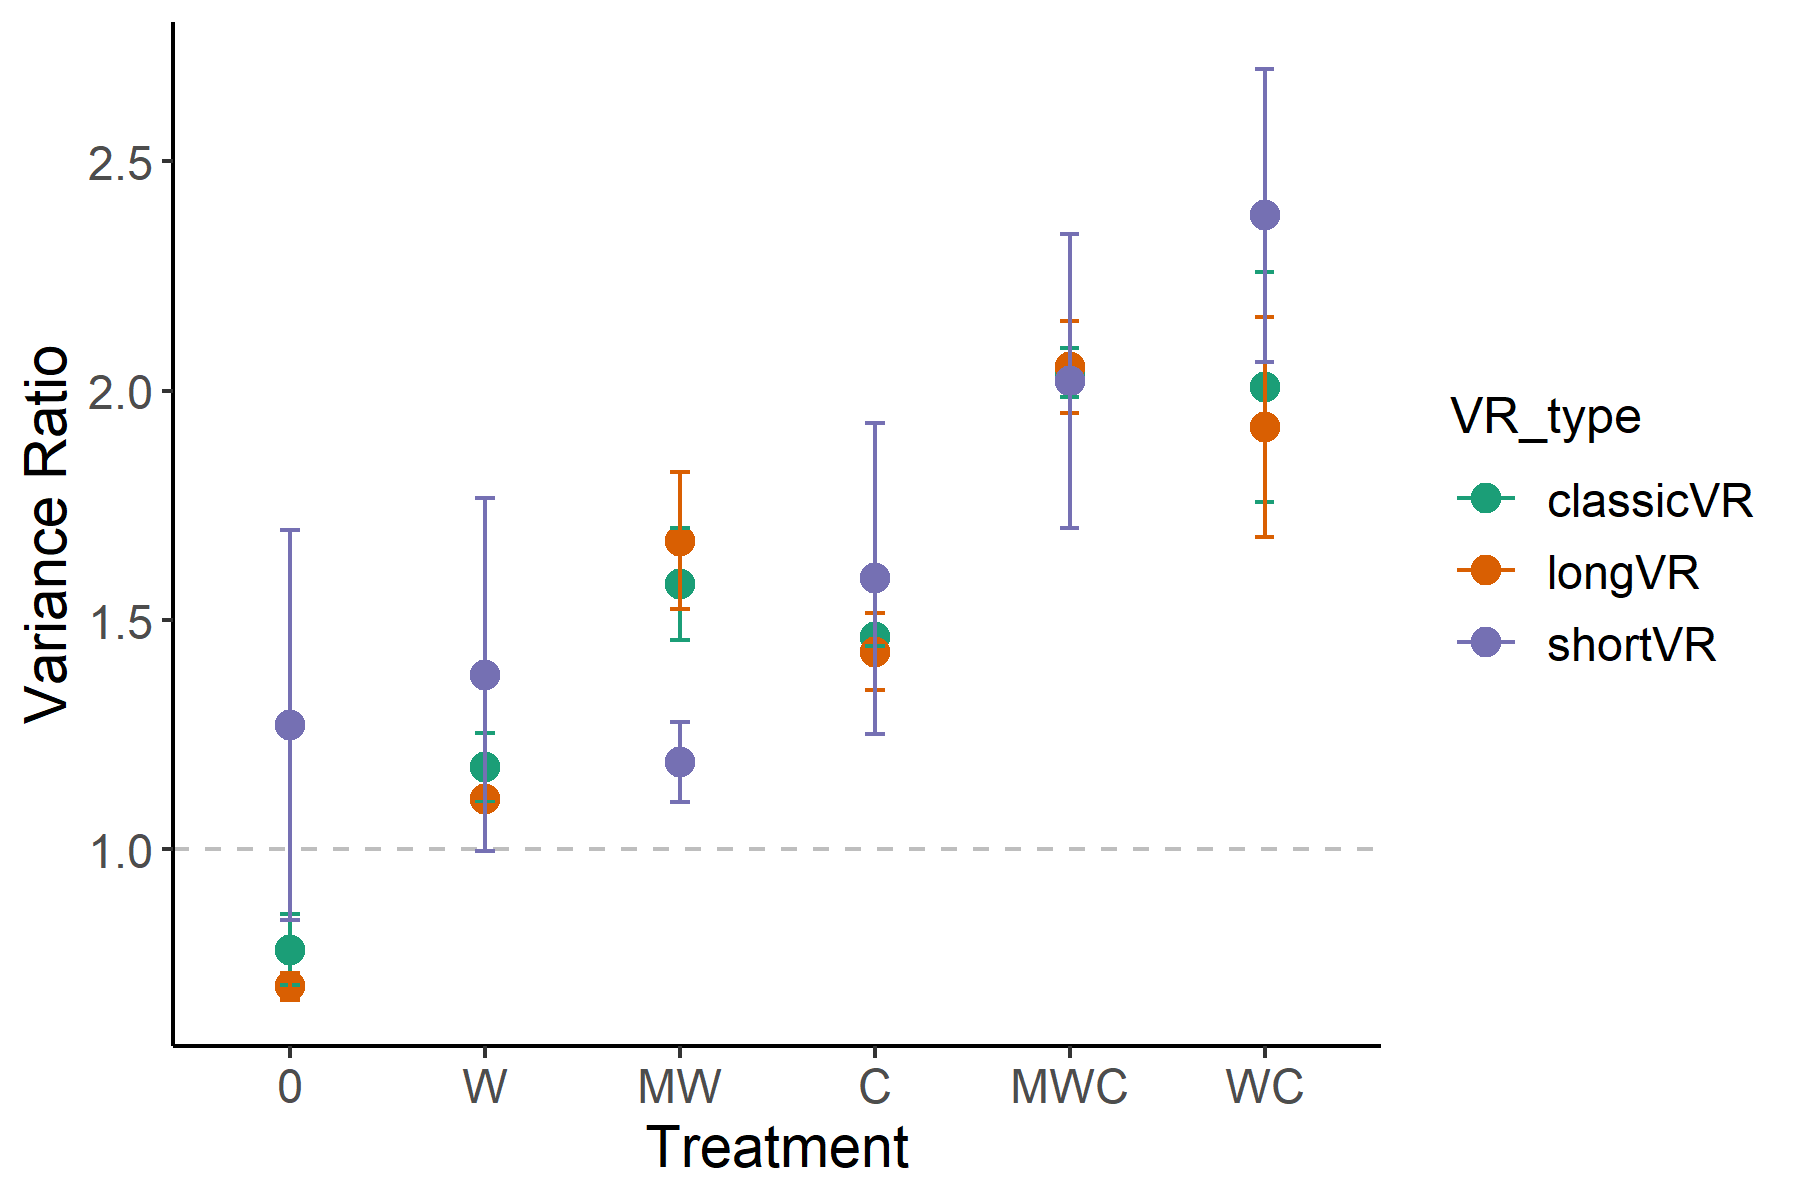 Variance Ratio
2.5
2.0
1.5
1.0
0 W MW C MWC WC
Treatment
VR_type
classicVR
longVR
shortVR